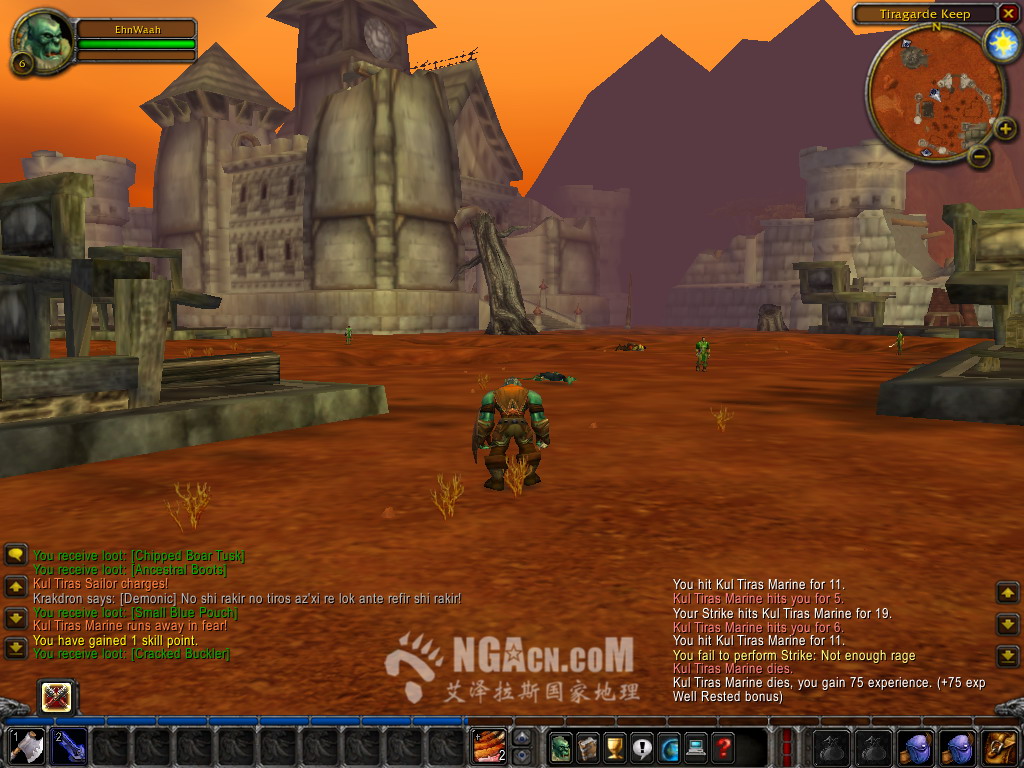 EhnWaah
6
Tiragarde Keep
N
You receive loot: [Chipped Boar Tusk]
You receive loot: [Ancestral Boots]
Kul Tiras Sailor charges!
Krakdron says: [Demonic] No shi rakir no tiros az'xi re lok ante refir shi rakir!
You receive loot: [Small Blue Pouch]
Kul Tiras Marine runs away in fear!
You have gained 1 skill point.
You receive loot: [Cracked Buckler]
You hit Kul Tiras Marine for 11.
Kul Tiras Marine hits you for 5.
Your Strike hits Kul Tiras Marine for 19.
Kul Tiras Marine hits you for 6.
You hit Kul Tiras Marine for 11.
You fail to perform Strike: Not enough rage
Kul Tiras Marine dies.
Kul Tiras Marine dies, you gain 75 experience. (+75 exp
Well Rested bonus)
NGACN.COM
艾泽拉斯国家地理
1
2
2